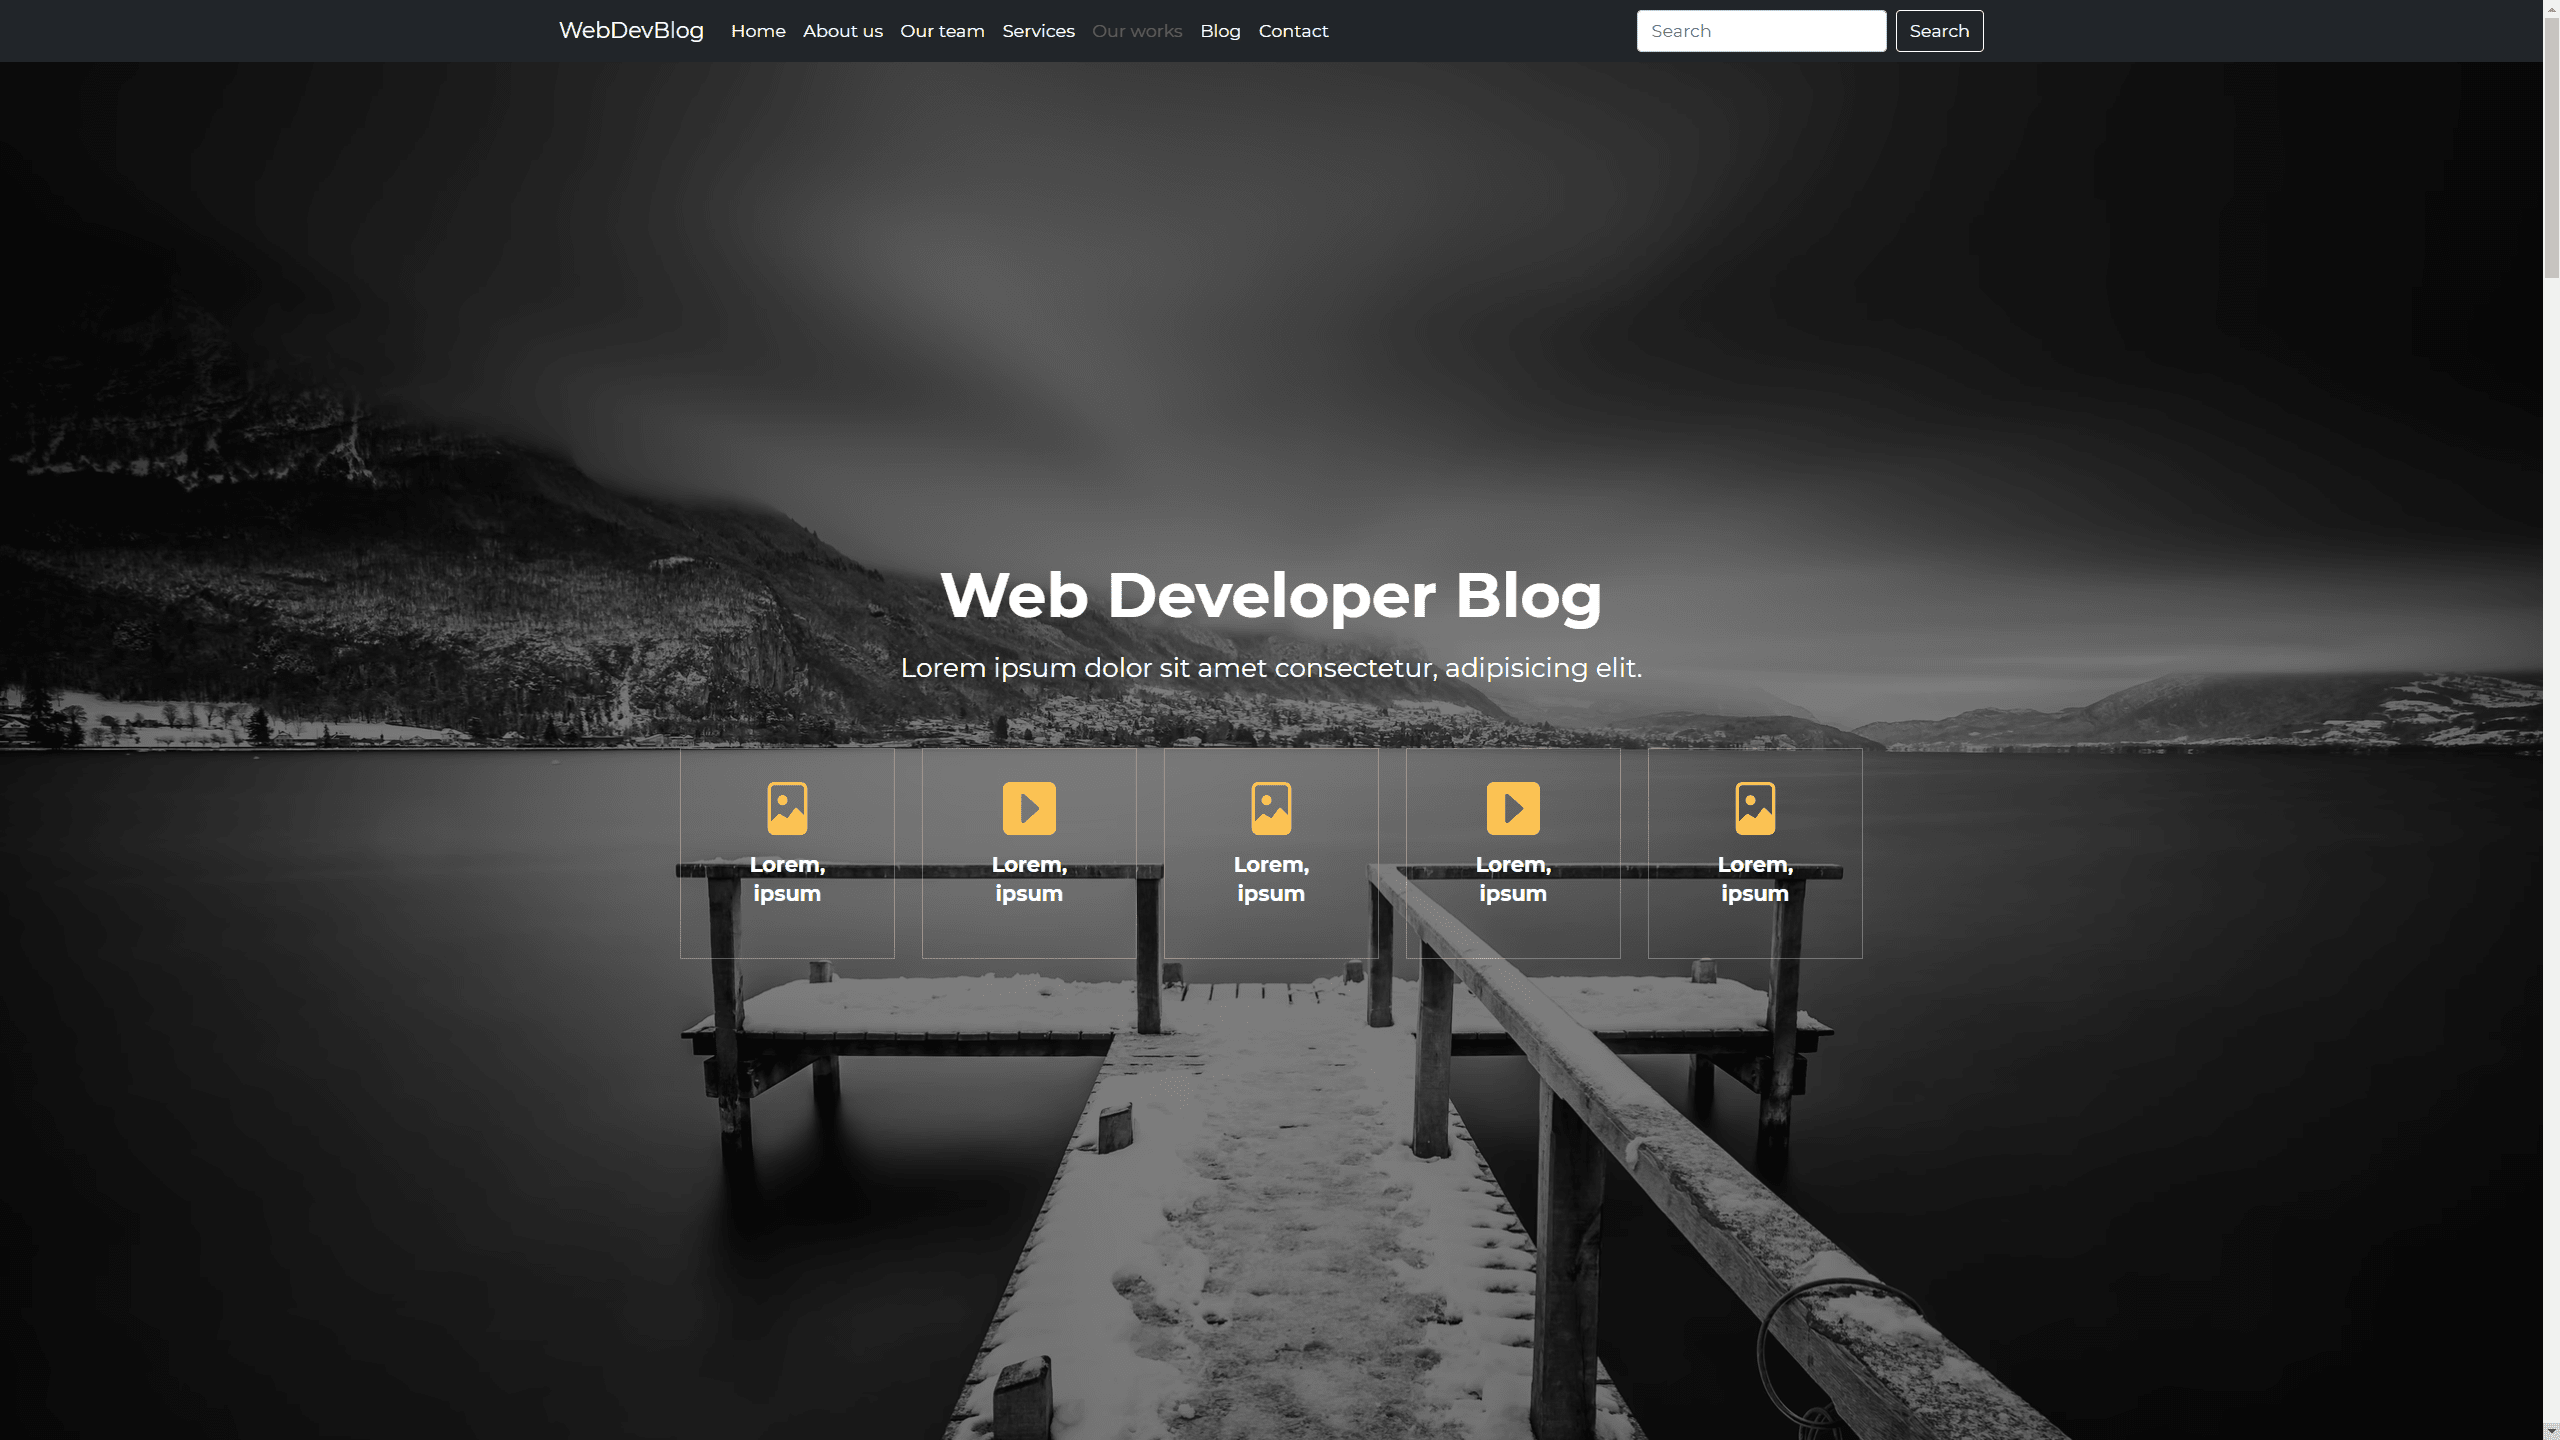 WebDevBlog Home About us Our team Services Our works Blog Contact Search Search
Web Developer Blog
Lorem ipsum dolor sit amet consectetur, adipisicing elit.
Lorem,
ipsum
Lorem,
ipsum
Lorem,
ipsum
Lorem,
ipsum
Lorem,
ipsum